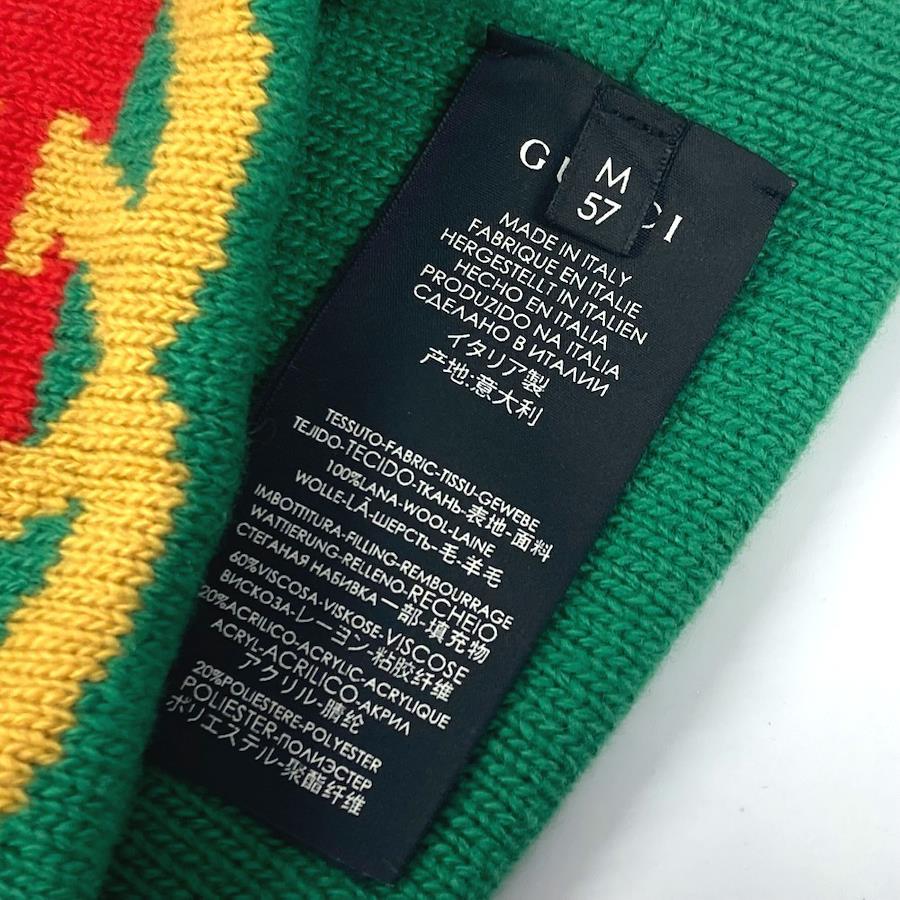 GUCCI
M
57
MADE IN ITALY
FABRIQUE EN ITALIE
HERGESTELLT IN ITALIEN
HECHO EN ITALIA
PRODUZIDO NA ITALIA
СДЕЛАНО В ИТАЛИИ
イタリア製
产地:意大利
TESSUTO-FABRIC-TISSU-GEWEBE
TEJIDO-TECIDO-ТКАНЬ-表地-面料
100%LANA-WOOL-LAINE
WOLLE-LÃ-ШЕРСТЬ-毛-羊毛
IMBOTTITURA-FILLING-REMBOURRAGE
WATTIERUNG-RELLENO-RECHEIO
СТЕГАНАЯ НАБИВКА-一部-填充物
60%VISCOSA-VISKOSE-VISCOSE
ВИСКОЗА-レーヨン-粘胶纤维
20%ACRILICO-ACRYLIC-ACRYLIQUE
ACRYL-ACRÍLICO-АКРИЛ
アクリル-腈纶
20%POLIESTERE-POLYESTER
POLIÉSTER-ПОЛИЭСТЕР
ポリエステル-聚酯纤维